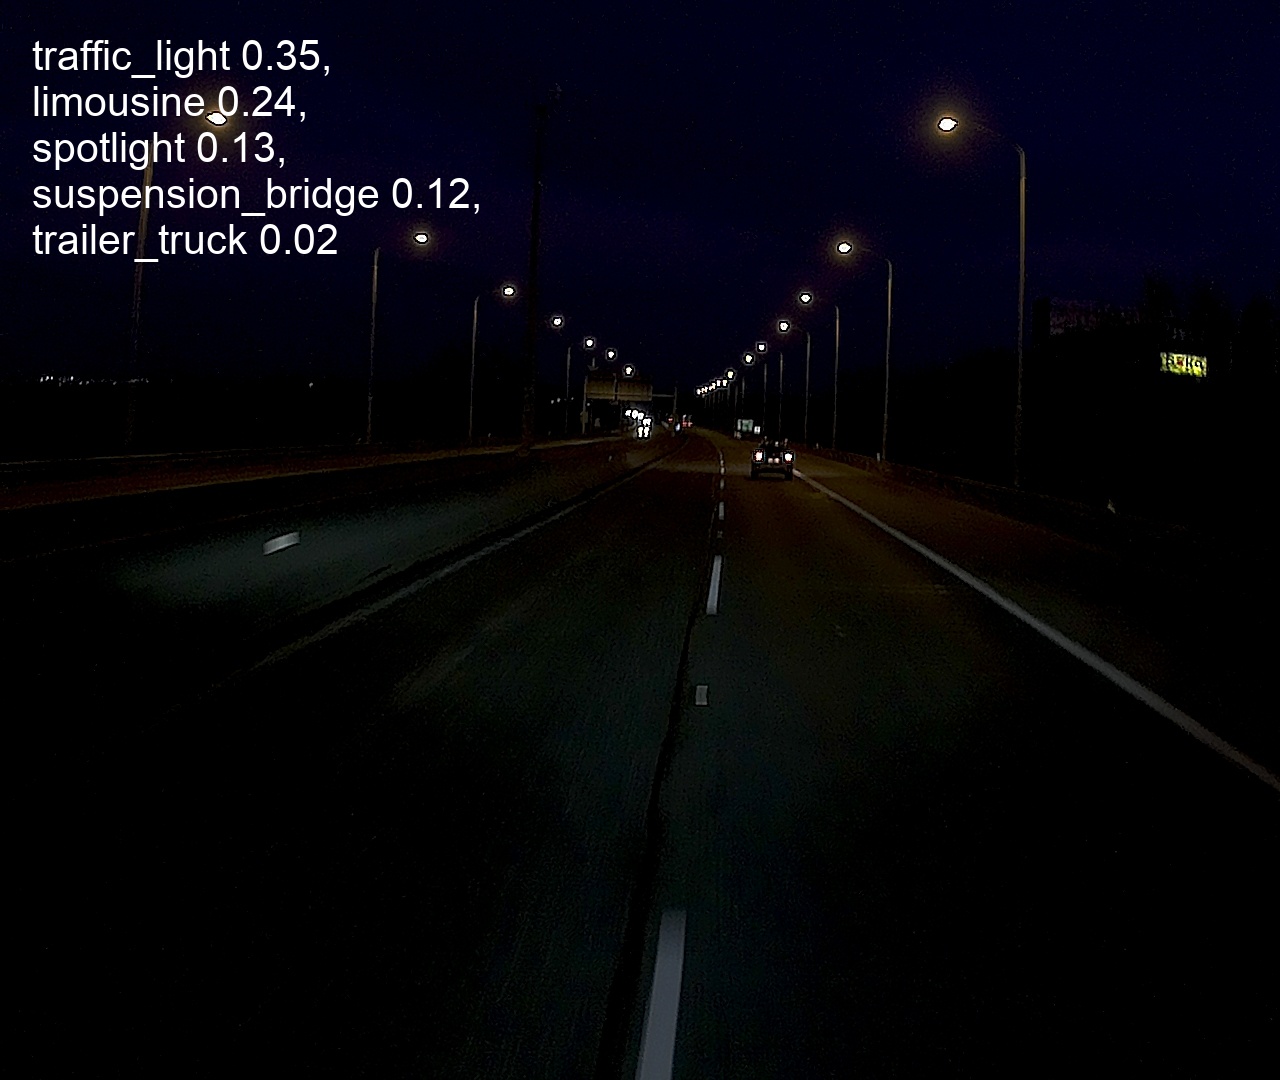 traffic_light 0.35,
limousine 0.24,
spotlight 0.13,
suspension_bridge 0.12,
trailer_truck 0.02